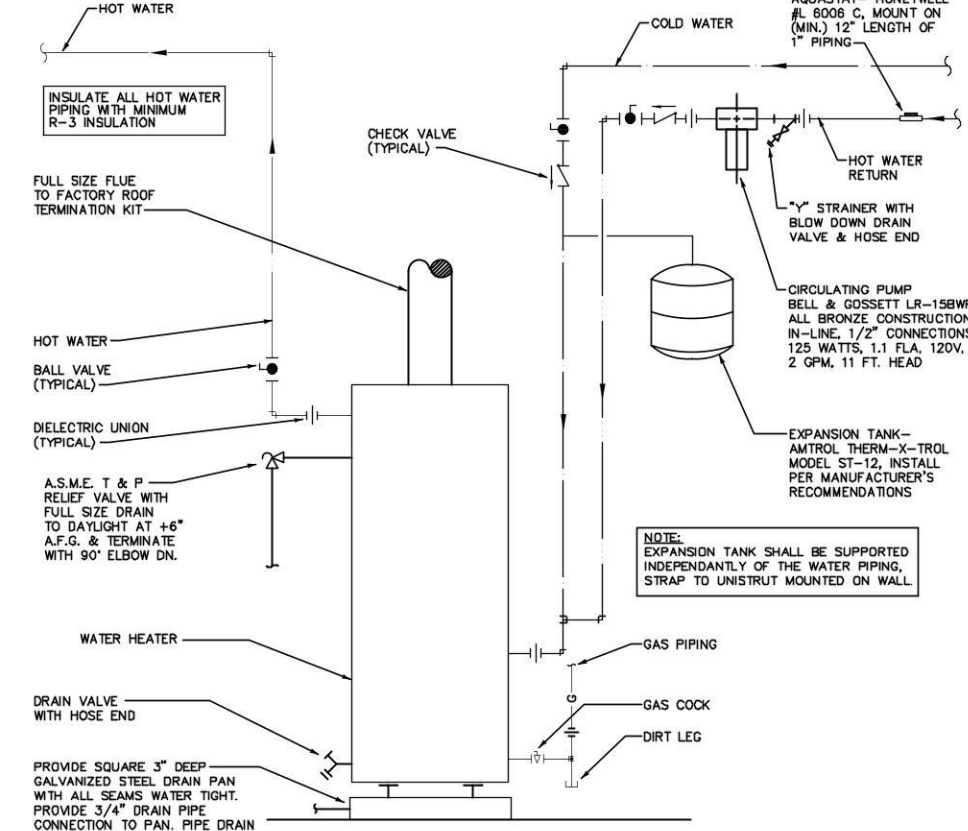 HOT WATER
INSULATE ALL HOT WATER
PIPING WITH MINIMUM
R-3 INSULATION
FULL SIZE FLUE
TO FACTORY ROOF
TERMINATION KIT
HOT WATER
BALL VALVE
(TYPICAL)
DIELECTRIC UNION
(TYPICAL)
A.S.M.E. T & P
RELIEF VALVE WITH
FULL SIZE DRAIN
TO DAYLIGHT AT +6"
A.F.G. & TERMINATE
WITH 90° ELBOW DN.
WATER HEATER
DRAIN VALVE
WITH HOSE END
PROVIDE SQUARE 3" DEEP
GALVANIZED STEEL DRAIN PAN
WITH ALL SEAMS WATER TIGHT.
PROVIDE 3/4" DRAIN PIPE
CONNECTION TO PAN. PIPE DRAIN
CHECK VALVE
(TYPICAL)
COLD WATER
AQUASTAT- HONEYWELL
#L 6006 C, MOUNT ON
(MIN.) 12" LENGTH OF
1" PIPING
HOT WATER
RETURN
"Y" STRAINER WITH
BLOW DOWN DRAIN
VALVE & HOSE END
CIRCULATING PUMP
BELL & GOSSETT LR-15BWR
ALL BRONZE CONSTRUCTION
IN-LINE, 1/2" CONNECTIONS
125 WATTS, 1.1 FLA, 120V,
2 GPM, 11 FT. HEAD
EXPANSION TANK-
AMTROL THERM-X-TROL
MODEL ST-12, INSTALL
PER MANUFACTURER'S
RECOMMENDATIONS
NOTE:
EXPANSION TANK SHALL BE SUPPORTED
INDEPENDANTLY OF THE WATER PIPING,
STRAP TO UNISTRUT MOUNTED ON WALL.
GAS PIPING
G
GAS COCK
DIRT LEG